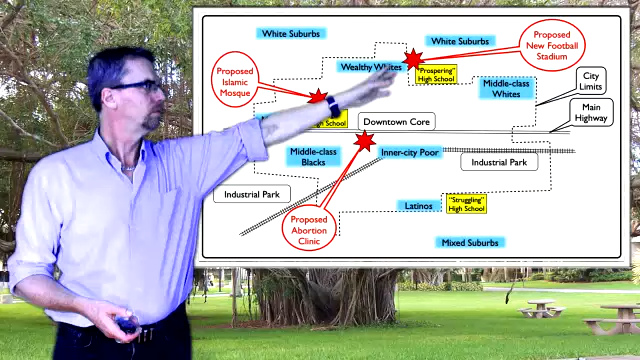 White Suburbs
White Suburbs
Proposed
New Football
Stadium
Proposed
Islamic
Mosque
Wealthy Whites
"Prospering"
High School
Middle-class
Whites
City
Limits
Main
Highway
High School
Downtown Core
Middle-class
Blacks
Inner-city Poor
Industrial Park
Industrial Park
Latinos
"Struggling"
High School
Proposed
Abortion
Clinic
Mixed Suburbs